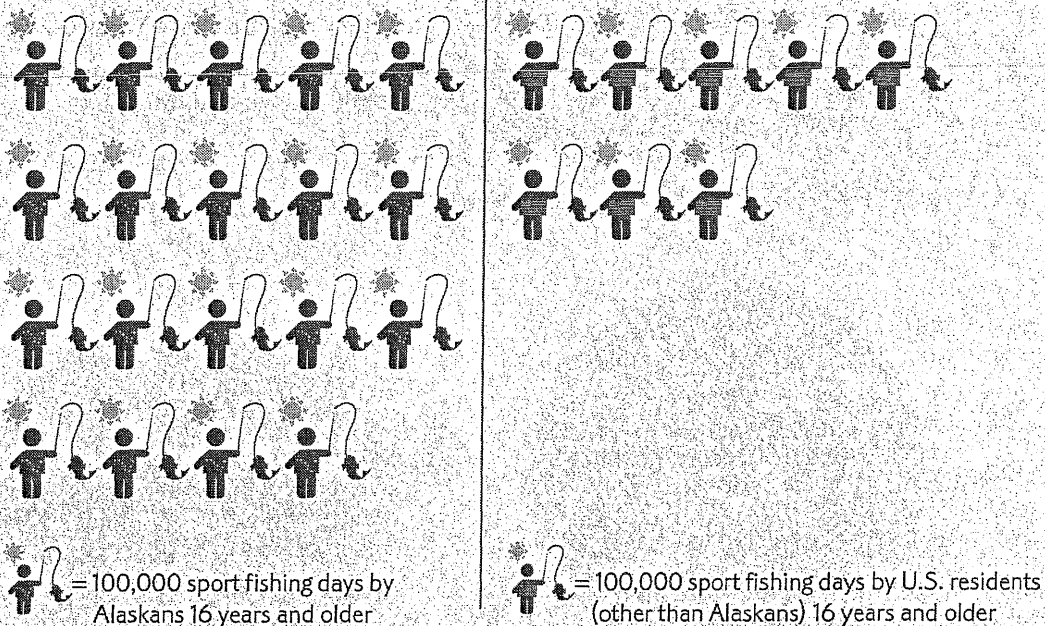 = 100,000 sport fishing days by
Alaskans 16 years and older
= 100,000 sport fishing days by U.S. residents
(other than Alaskans) 16 years and older